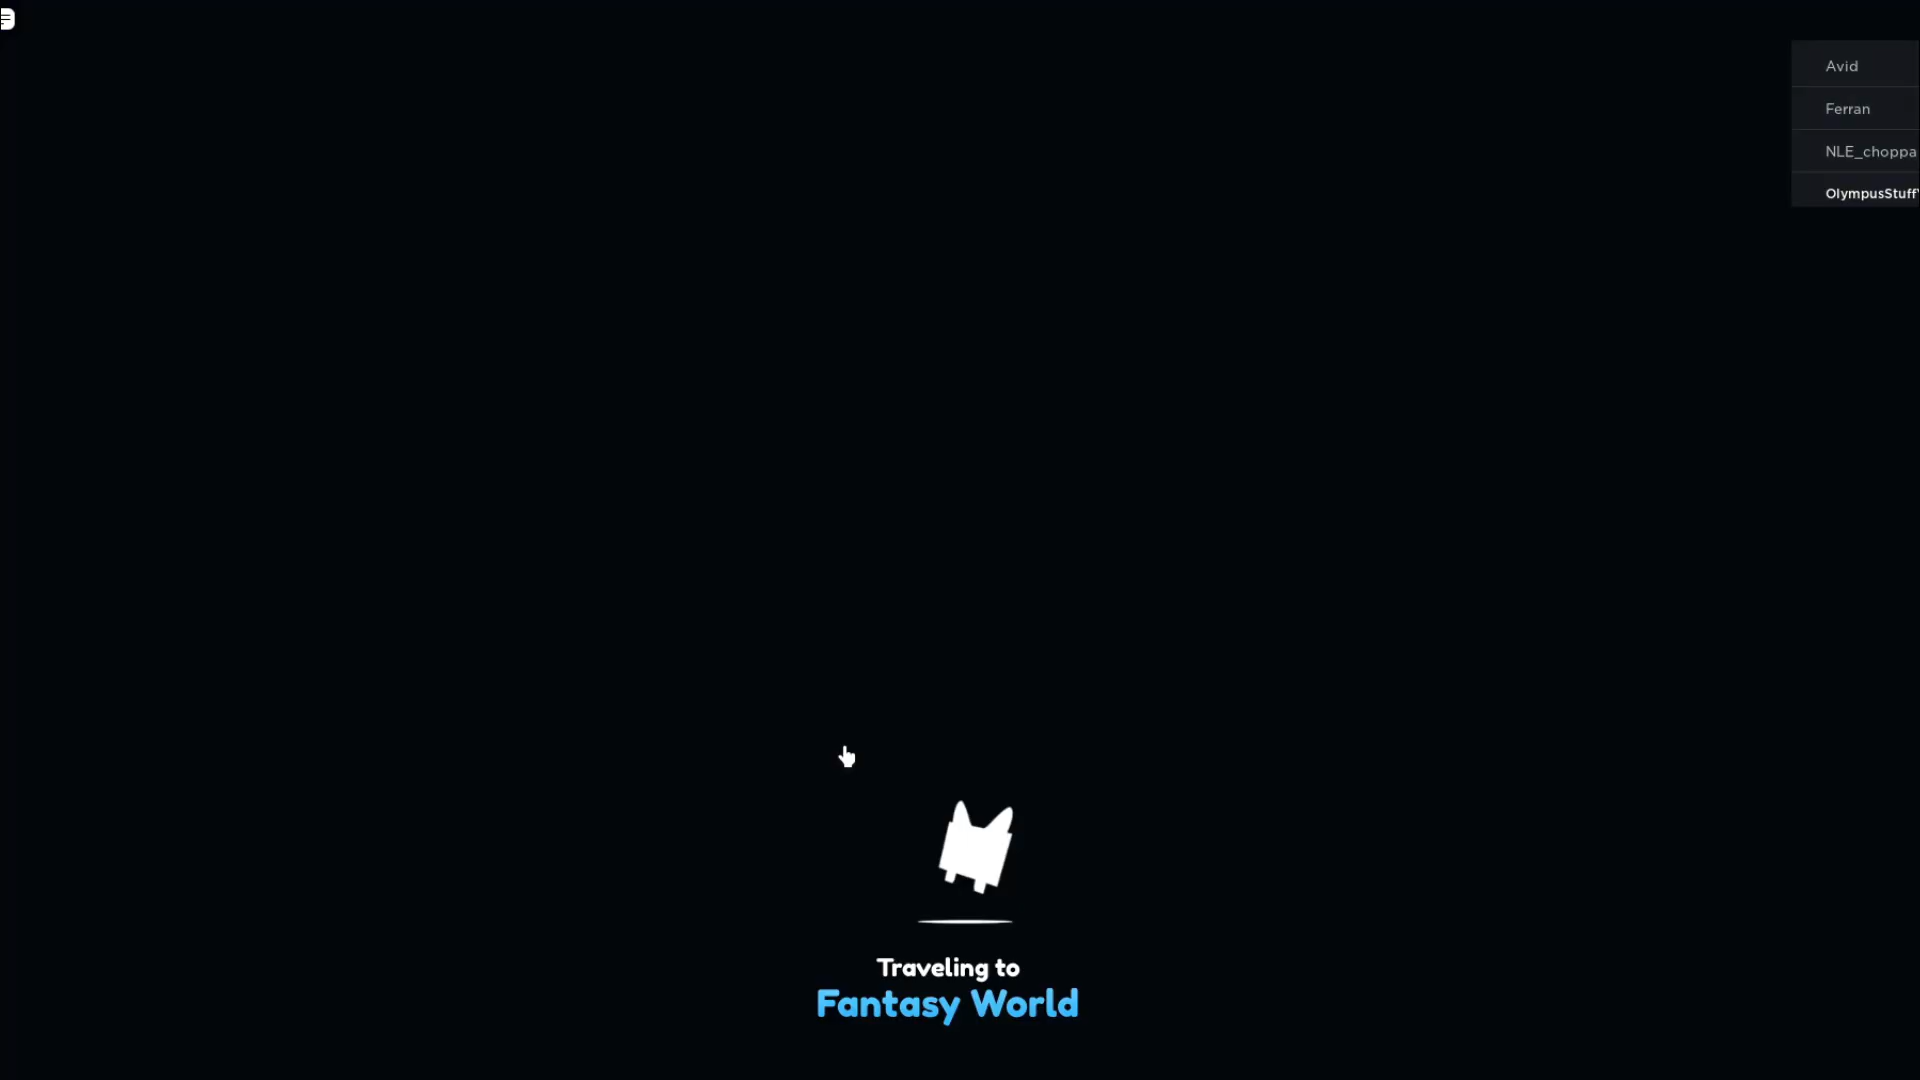 Avid
Ferran
NLE_choppa
OlympusStuff
Traveling to
Fantasy World